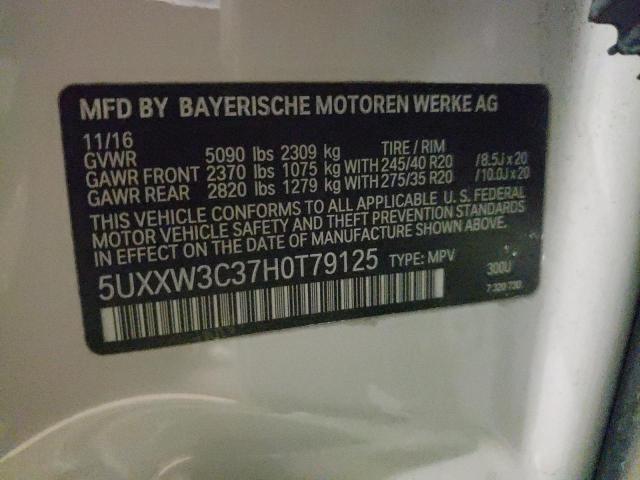 MFD BY BAYERISCHE MOTOREN WERKE AG
11/16 TIRE / RIM
GVWR 5090 lbs 2309 kg
GAWR FRONT 2370 lbs 1075 kg WITH 245/40 R20 /8.5J x 20
GAWR REAR 2820 lbs 1279 kg WITH 275/35 R20 /10.0J x 20
THIS VEHICLE CONFORMS TO ALL APPLICABLE U. S. FEDERAL
MOTOR VEHICLE SAFETY AND THEFT PREVENTION STANDARDS
IN EFFECT ON THE DATE OF MANUFACTURE SHOWN ABOVE.
5UXXW3C37H0T79125 TYPE: MPV 300U
7 320 730